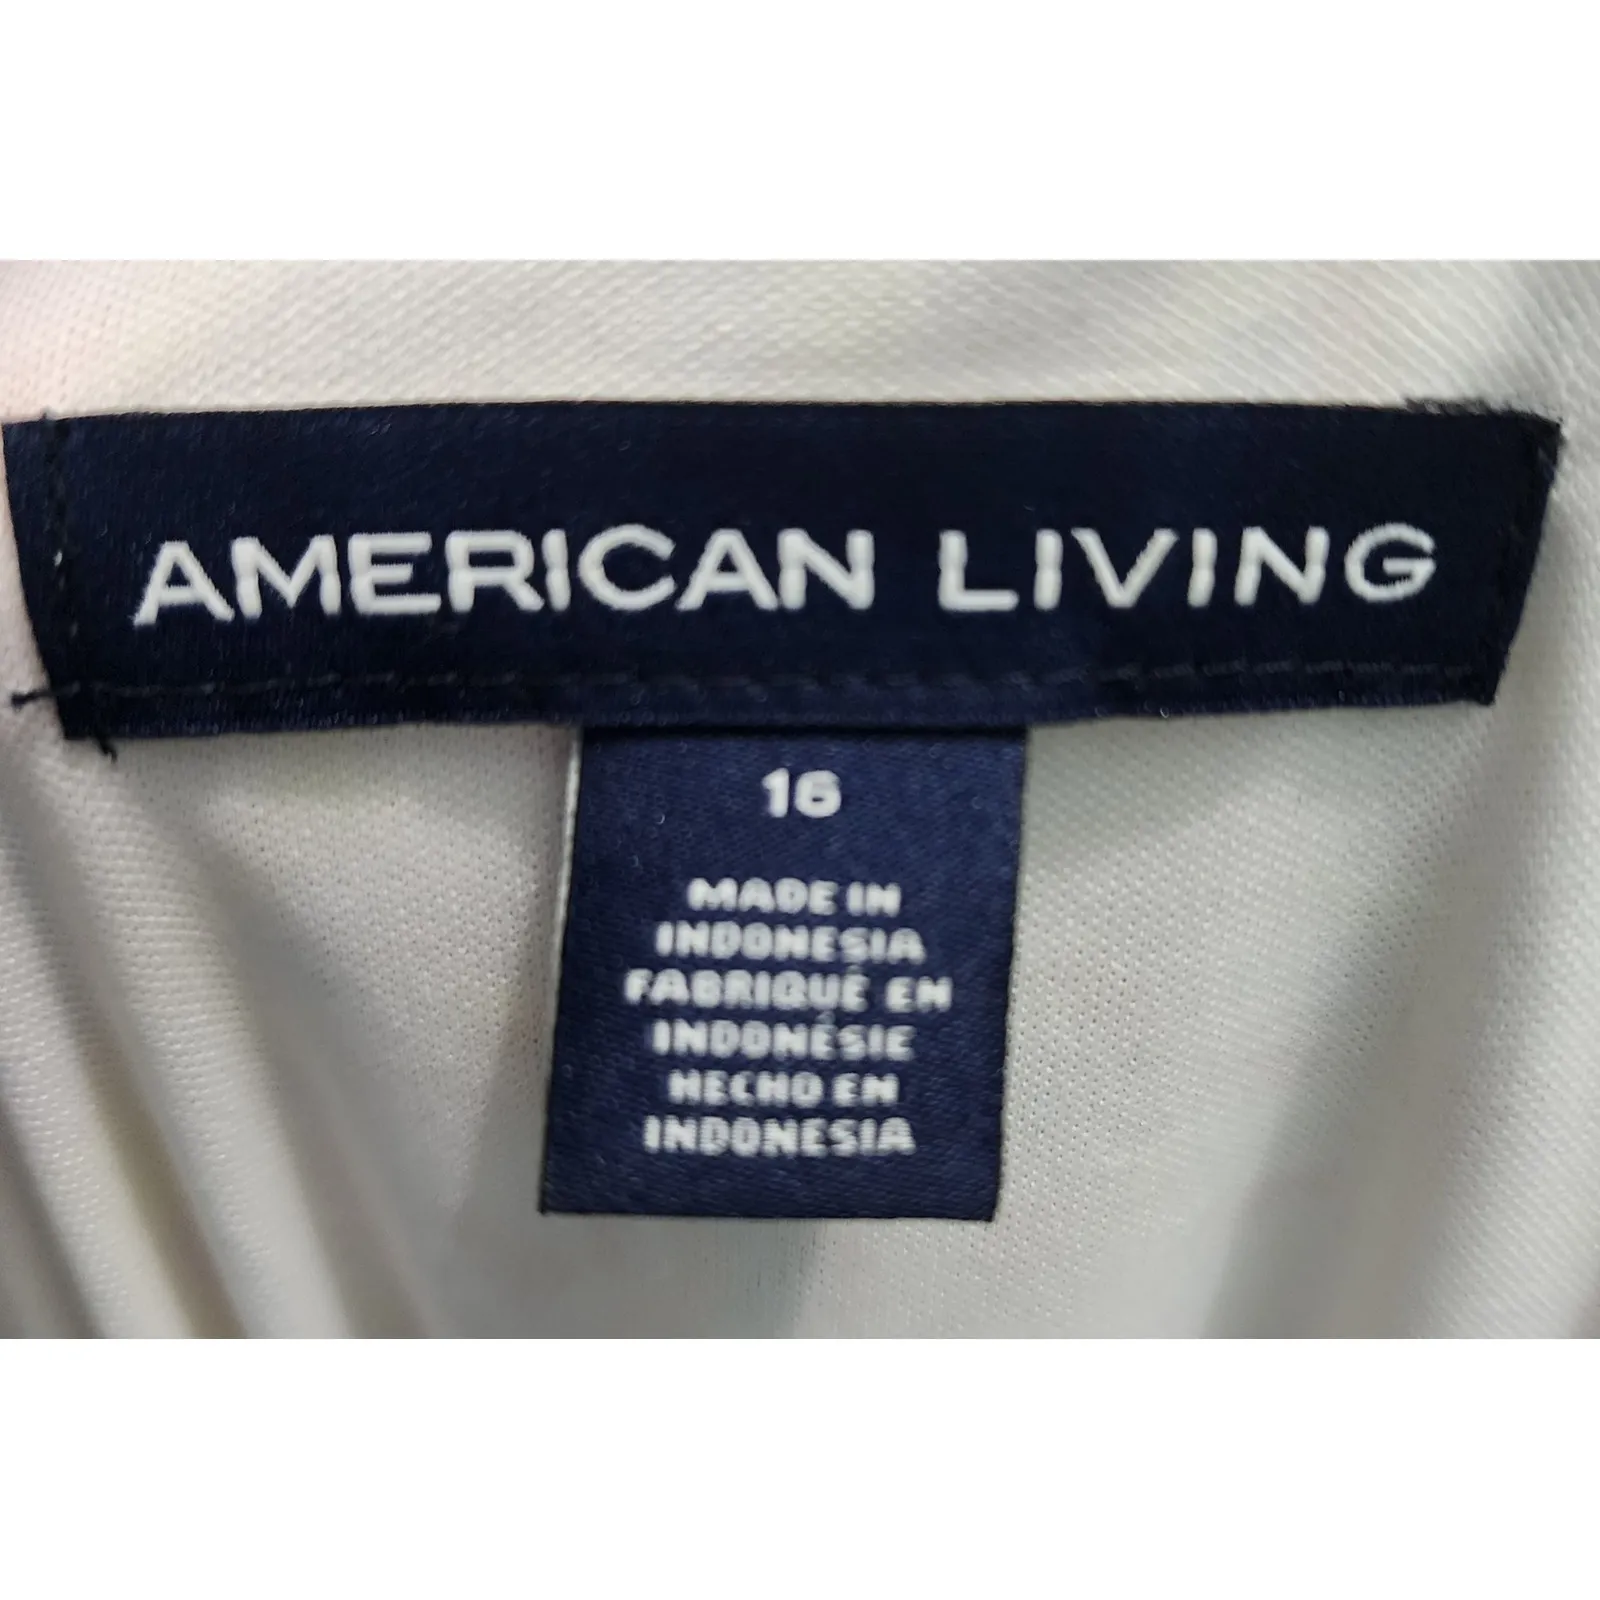 AMERICAN LIVING
16
MADE IN
INDONESIA
FABRIQUÉ EN
INDONÉSIE
HECHO EN
INDONESIA